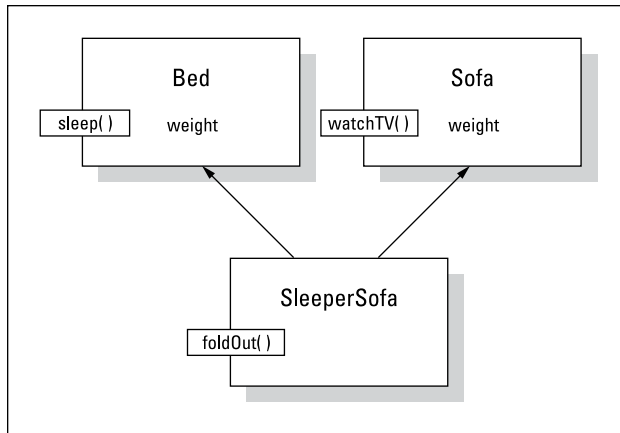 Bed
sleep( )
weight
Sofa
watchTV( )
weight
SleeperSofa
foldOut( )